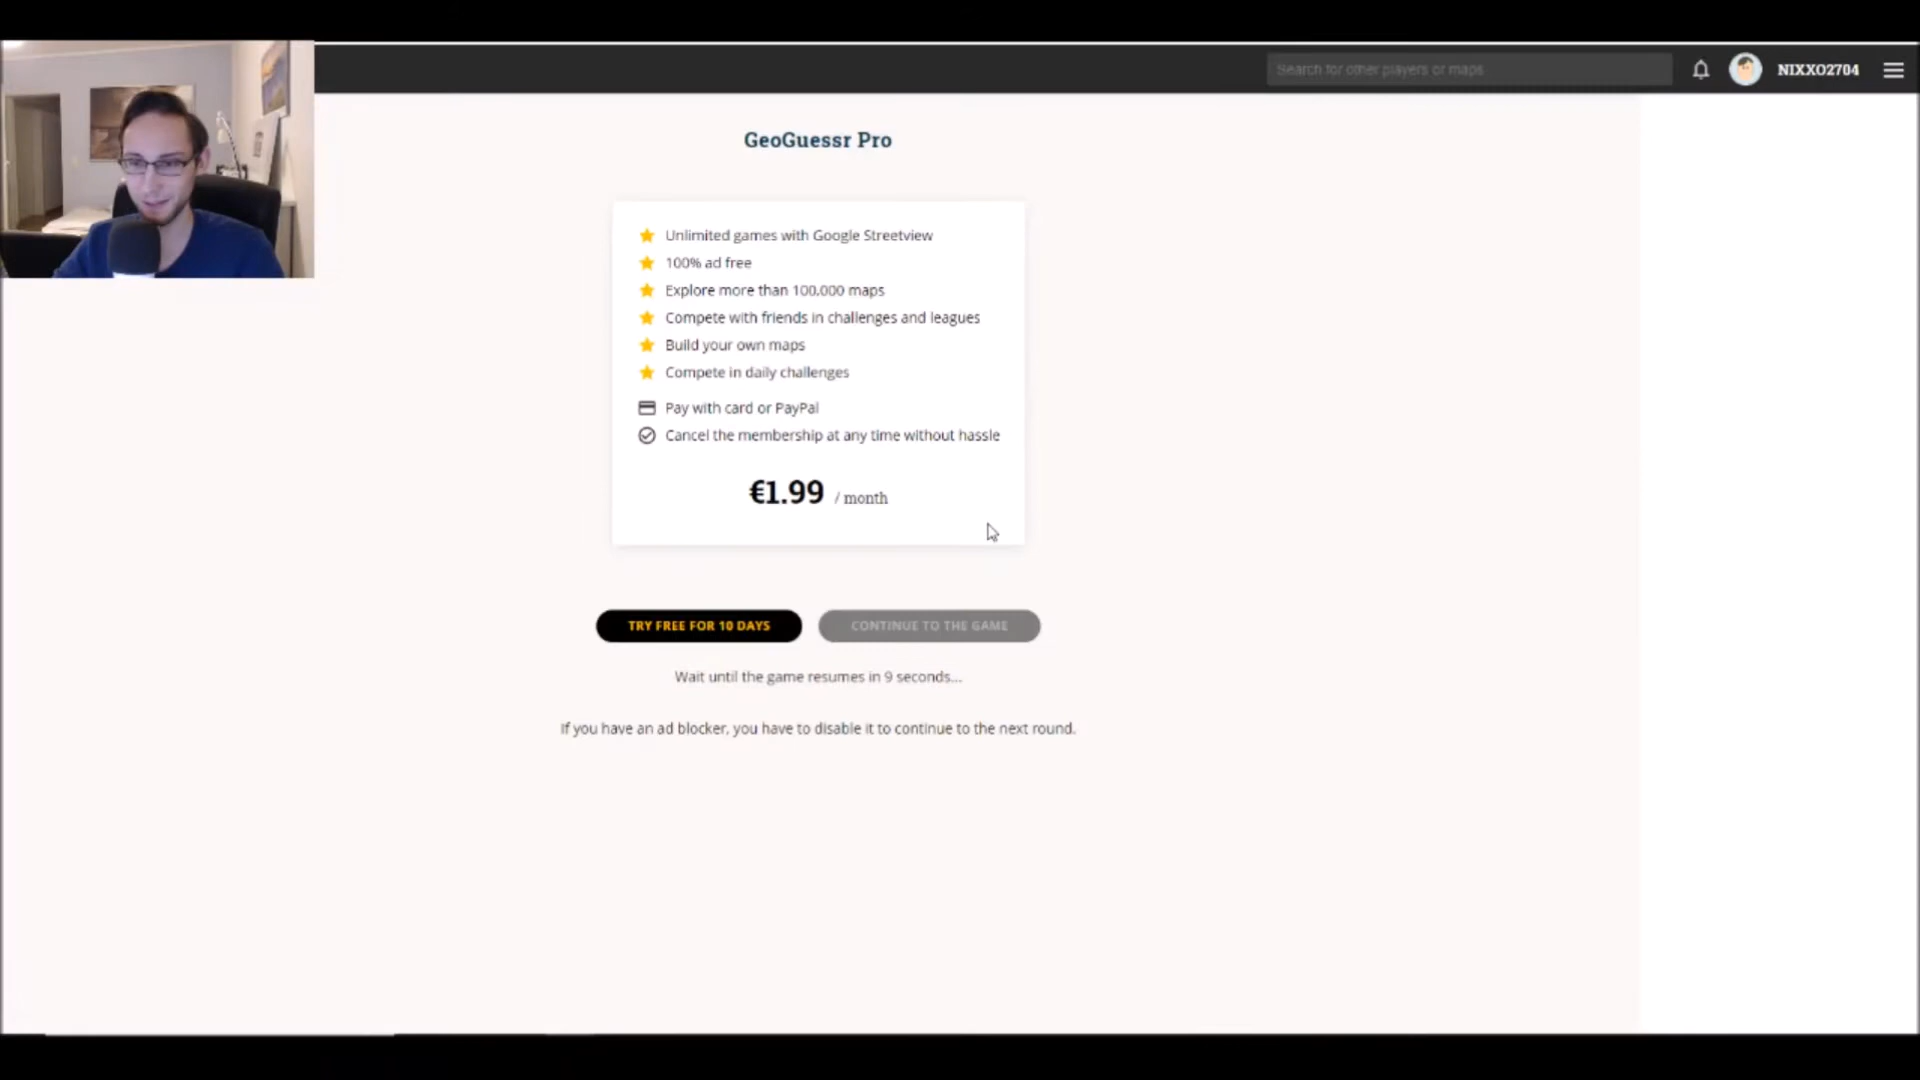 Search for other players or maps
NIXXO2704
GeoGuessr Pro
Unlimited games with Google Streetview
100% ad free
Explore more than 100.000 maps
Compete with friends in challenges and leagues
Build your own maps
Compete in daily challenges
Pay with card or PayPal
Cancel the membership at any time without hassle
€1.99 / month
TRY FREE FOR 10 DAYS
CONTINUE TO THE GAME
Wait until the game resumes in 9 seconds...
If you have an ad blocker, you have to disable it to continue to the next round.